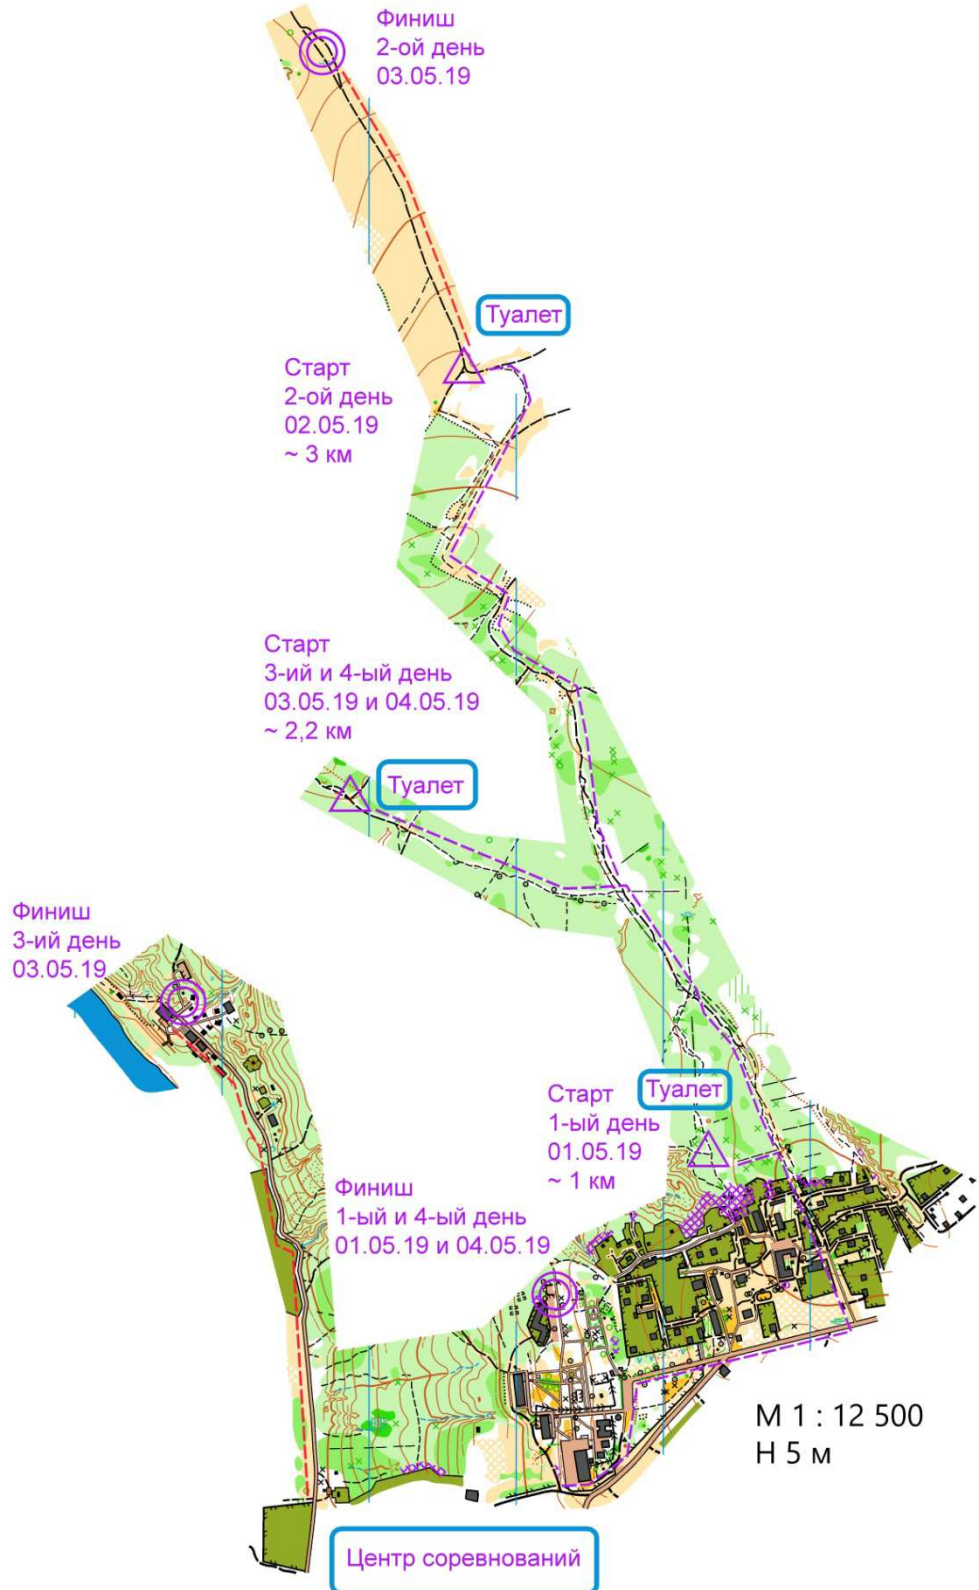 Финиш
2-ой день
03.05.19
Туалет
Старт
2-ой день
02.05.19
~ 3 км
Старт
3-ий и 4-ый день
03.05.19 и 04.05.19
~ 2,2 км
Туалет
Финиш
3-ий день
03.05.19
Старт
1-ый день
01.05.19
~ 1 км
Туалет
Финиш
1-ый и 4-ый день
01.05.19 и 04.05.19
М 1 : 12 500
Н 5 м
Центр соревнований